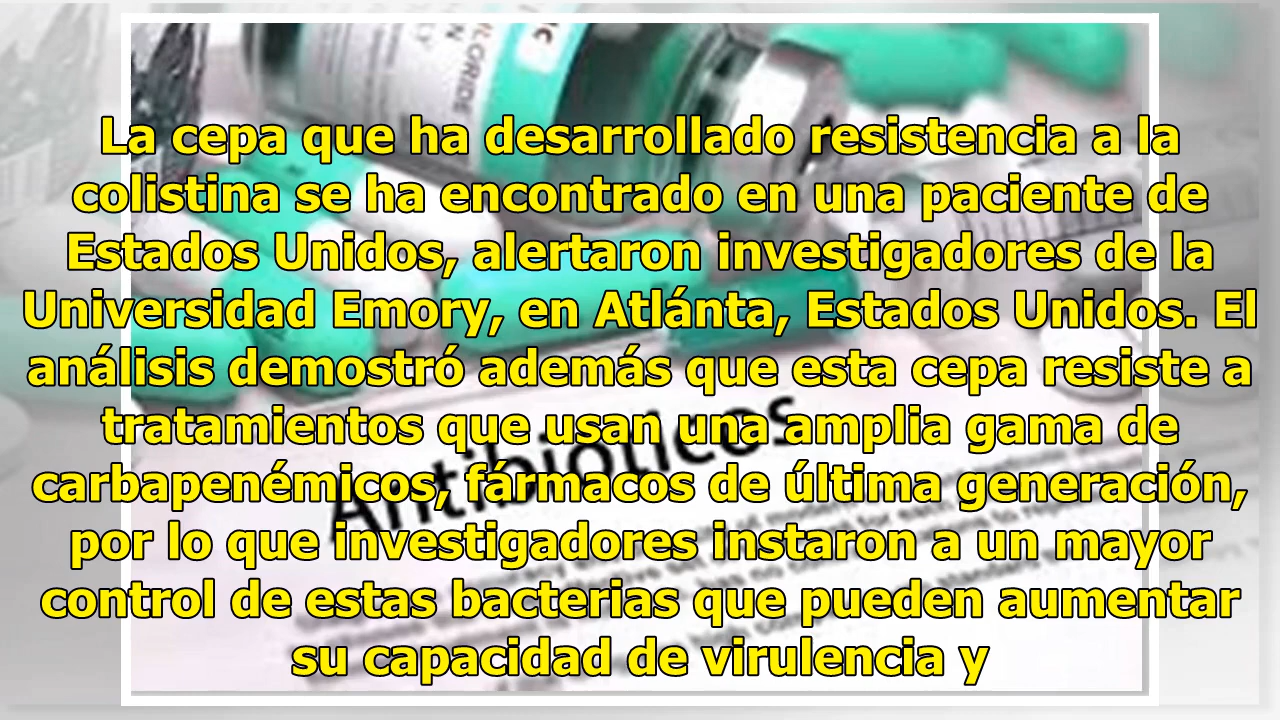 La cepa que ha desarrollado resistencia a la
colistina se ha encontrado en una paciente de
Estados Unidos, alertaron investigadores de la
Universidad Emory, en Atlánta, Estados Unidos. El
análisis demostró además que esta cepa resiste a
tratamientos que usan una amplia gama de
carbapenémicos, fármacos de última generación,
por lo que investigadores instaron a un mayor
control de estas bacterias que pueden aumentar
su capacidad de virulencia y
Antibióticos